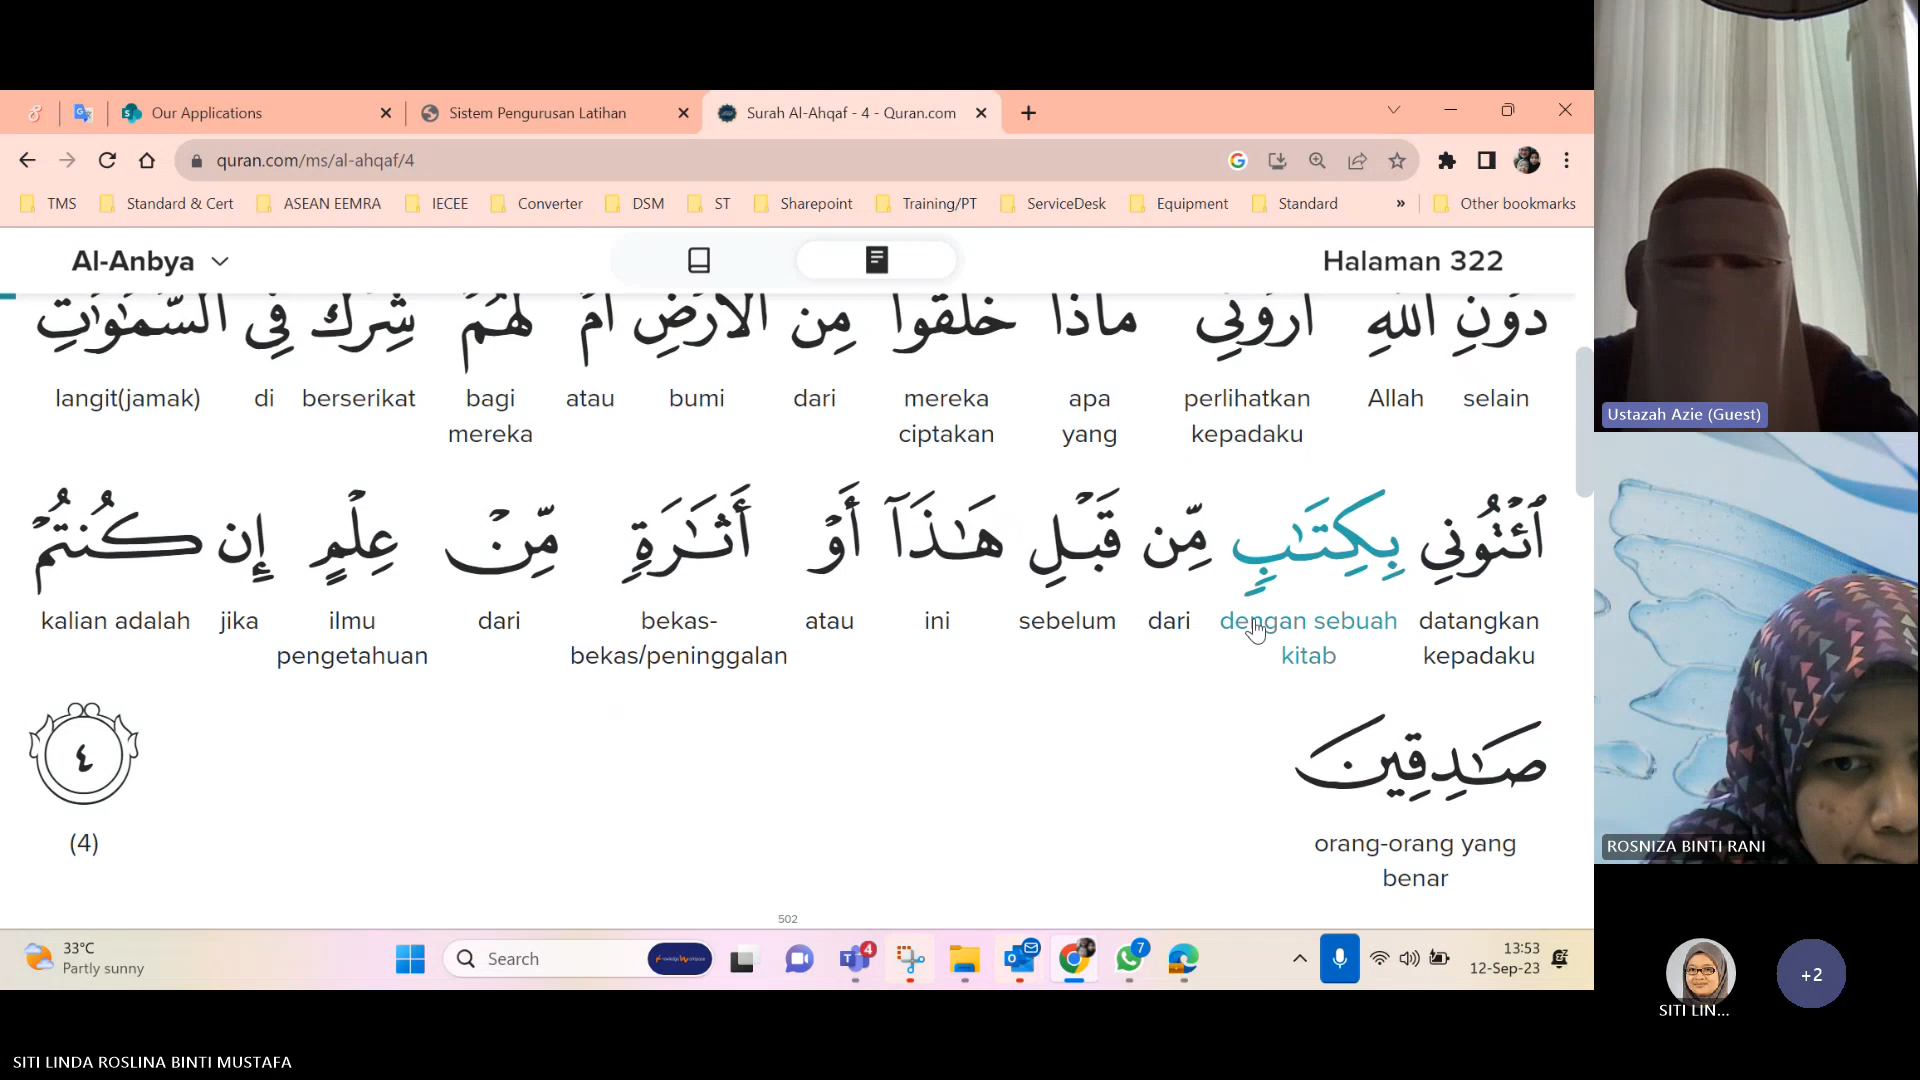 Our Applications
Sistem Pengurusan Latihan
Surah Al-Ahqaf - 4 - Quran.com
quran.com/ms/al-ahqaf/4
TMS
Standard & Cert
ASEAN EEMRA
IECEE
Converter
DSM
ST
Sharepoint
Training/PT
ServiceDesk
Equipment
Standard
»
Other bookmarks
Al-Anbya
Halaman 322
دُونِ ٱللَّهِ أَرُونِى مَاذَا خَلَقُوا۟ مِنَ ٱلْأَرْضِ أَمْ لَهُمْ شِرْكٌ فِى ٱلسَّمَـٰوَٰتِ
selain Allah perlihatkan kepadaku apa yang mereka ciptakan dari bumi atau bagi mereka berserikat di langit(jamak)
ٱئْتُونِى بِكِتَـٰبٍ مِّن قَبْلِ هَـٰذَآ أَوْ أَثَـٰرَةٍ مِّنْ عِلْمٍ إِن كُنتُمْ
datangkan kepadaku dengan sebuah kitab dari sebelum ini atau bekas-bekas/peninggalan dari ilmu pengetahuan jika kalian adalah
صَـٰدِقِينَ
٤
orang-orang yang benar
(4)
502
33°C
Partly sunny
Search
4
7
13:53
12-Sep-23
Ustazah Azie (Guest)
ROSNIZA BINTI RANI
SITI LIN...
+2
SITI LINDA ROSLINA BINTI MUSTAFA